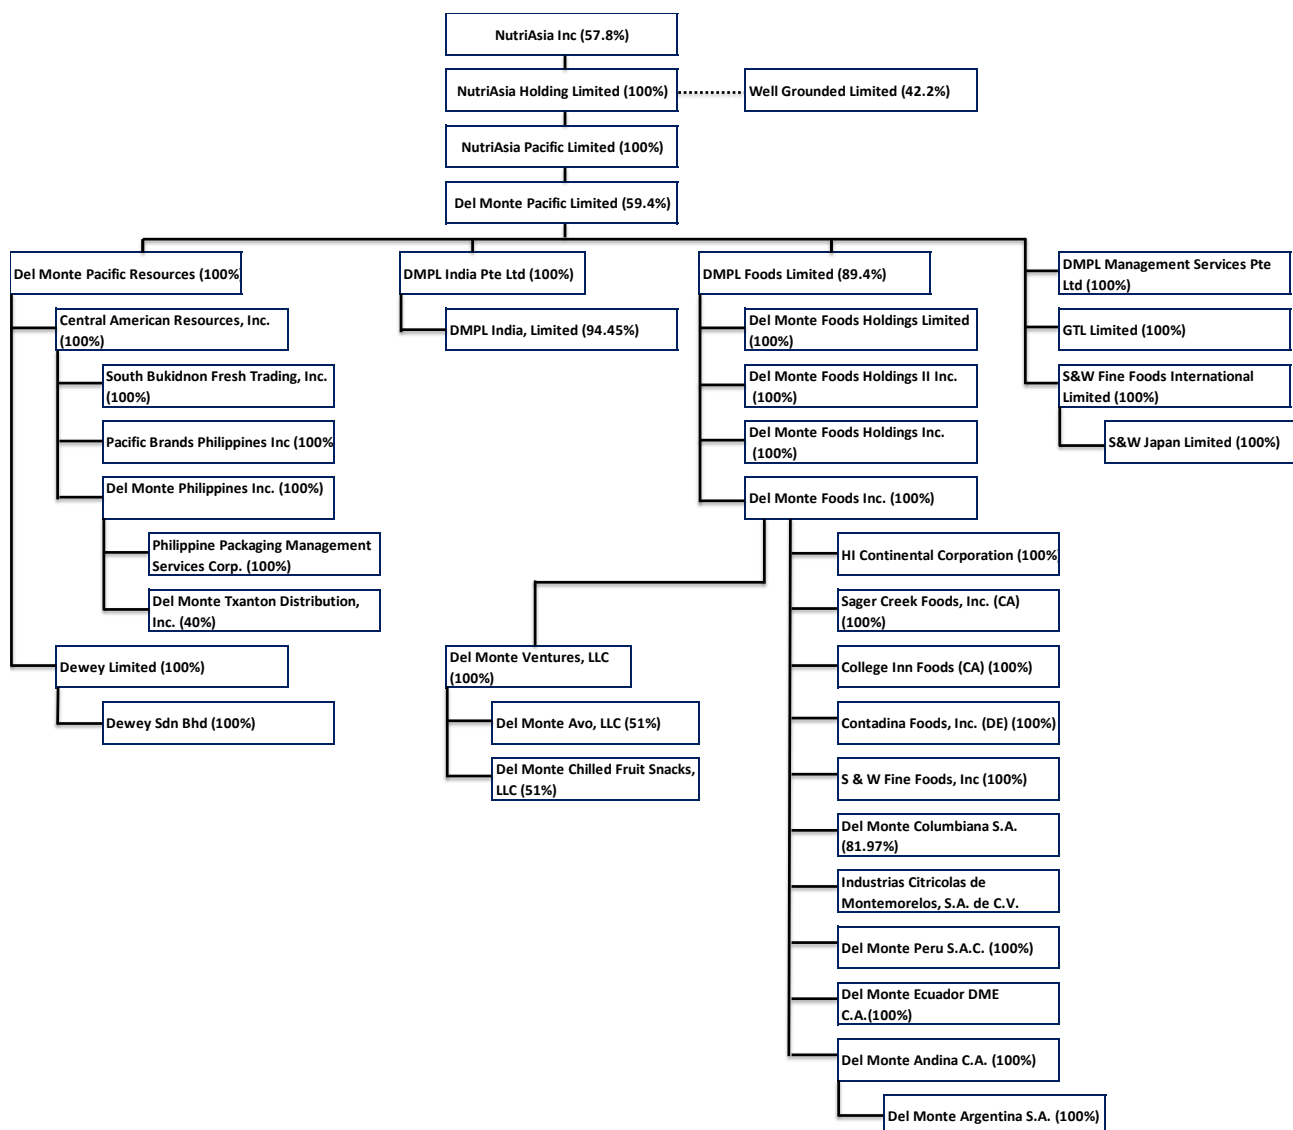 NutriAsia Inc (57.8%)
NutriAsia Holding Limited (100%)
Well Grounded Limited (42.2%)
NutriAsia Pacific Limited (100%)
Del Monte Pacific Limited (59.4%)
Del Monte Pacific Resources (100%
Central American Resources, Inc.
(100%)
South Bukidnon Fresh Trading, Inc.
(100%)
Pacific Brands Philippines Inc (100%
Del Monte Philippines Inc. (100%)
Philippine Packaging Management
Services Corp. (100%)
Del Monte Txanton Distribution,
Inc. (40%)
Dewey Limited (100%)
Dewey Sdn Bhd (100%)
DMPL India Pte Ltd (100%)
DMPL India, Limited (94.45%)
DMPL Foods Limited (89.4%)
Del Monte Foods Holdings Limited
(100%)
Del Monte Foods Holdings II Inc.
(100%)
Del Monte Foods Holdings Inc.
(100%)
Del Monte Foods Inc. (100%)
Del Monte Ventures, LLC
(100%)
Del Monte Avo, LLC (51%)
Del Monte Chilled Fruit Snacks,
LLC (51%)
HI Continental Corporation (100%
Sager Creek Foods, Inc. (CA)
(100%)
College Inn Foods (CA) (100%)
Contadina Foods, Inc. (DE) (100%)
S & W Fine Foods, Inc (100%)
Del Monte Columbiana S.A.
(81.97%)
Industrias Citricolas de
Montemorelos, S.A. de C.V.
Del Monte Peru S.A.C. (100%)
Del Monte Ecuador DME
C.A.(100%)
Del Monte Andina C.A. (100%)
Del Monte Argentina S.A. (100%)
DMPL Management Services Pte
Ltd (100%)
GTL Limited (100%)
S&W Fine Foods International
Limited (100%)
S&W Japan Limited (100%)